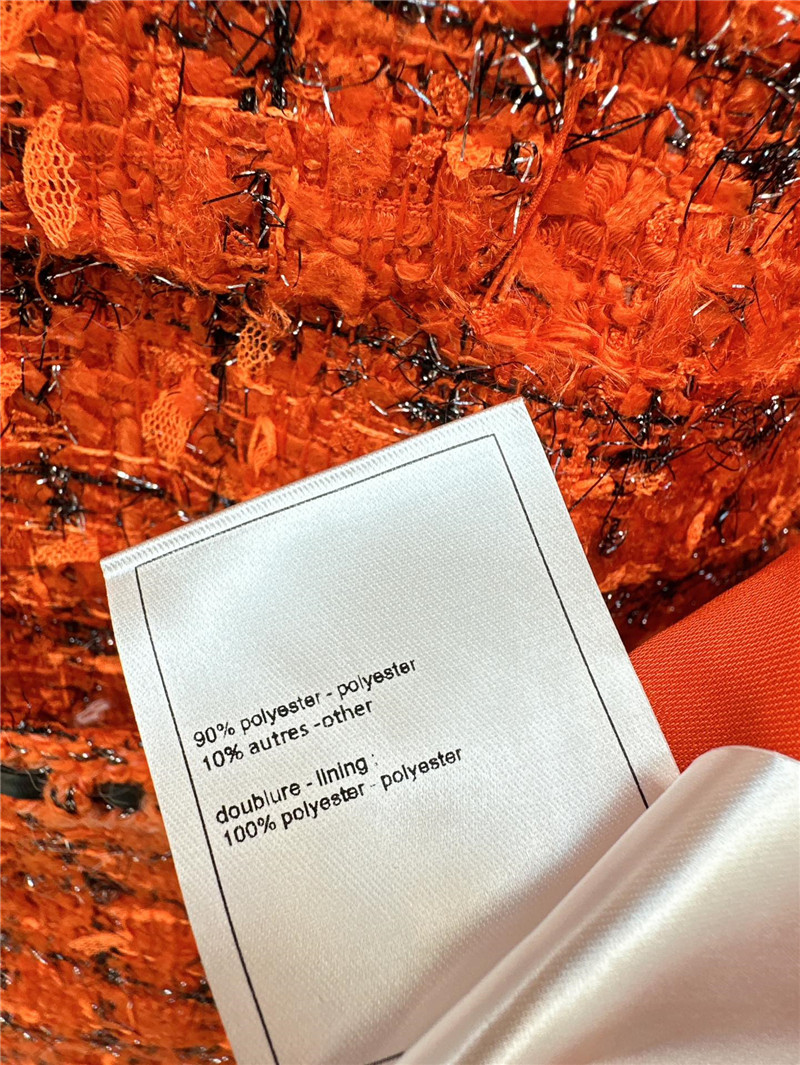 90% polyester - polyester
10% autres -other
doublure - lining :
100% polyester - polyester